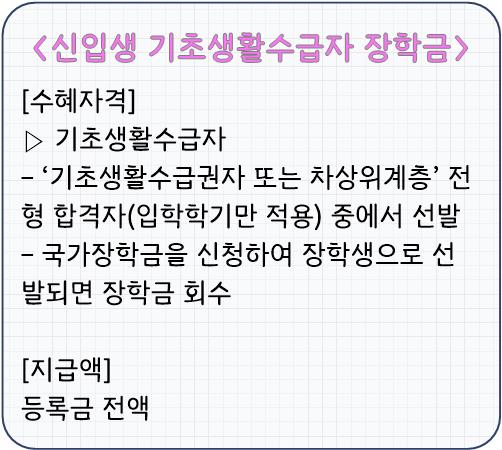 <신입생 기초생활수급자 장학금>
[수혜자격]
▷ 기초생활수급자
– ‘기초생활수급권자 또는 차상위계층’ 전
형 합격자(입학학기만 적용) 중에서 선발
– 국가장학금을 신청하여 장학생으로 선
발되면 장학금 회수
[지급액]
등록금 전액